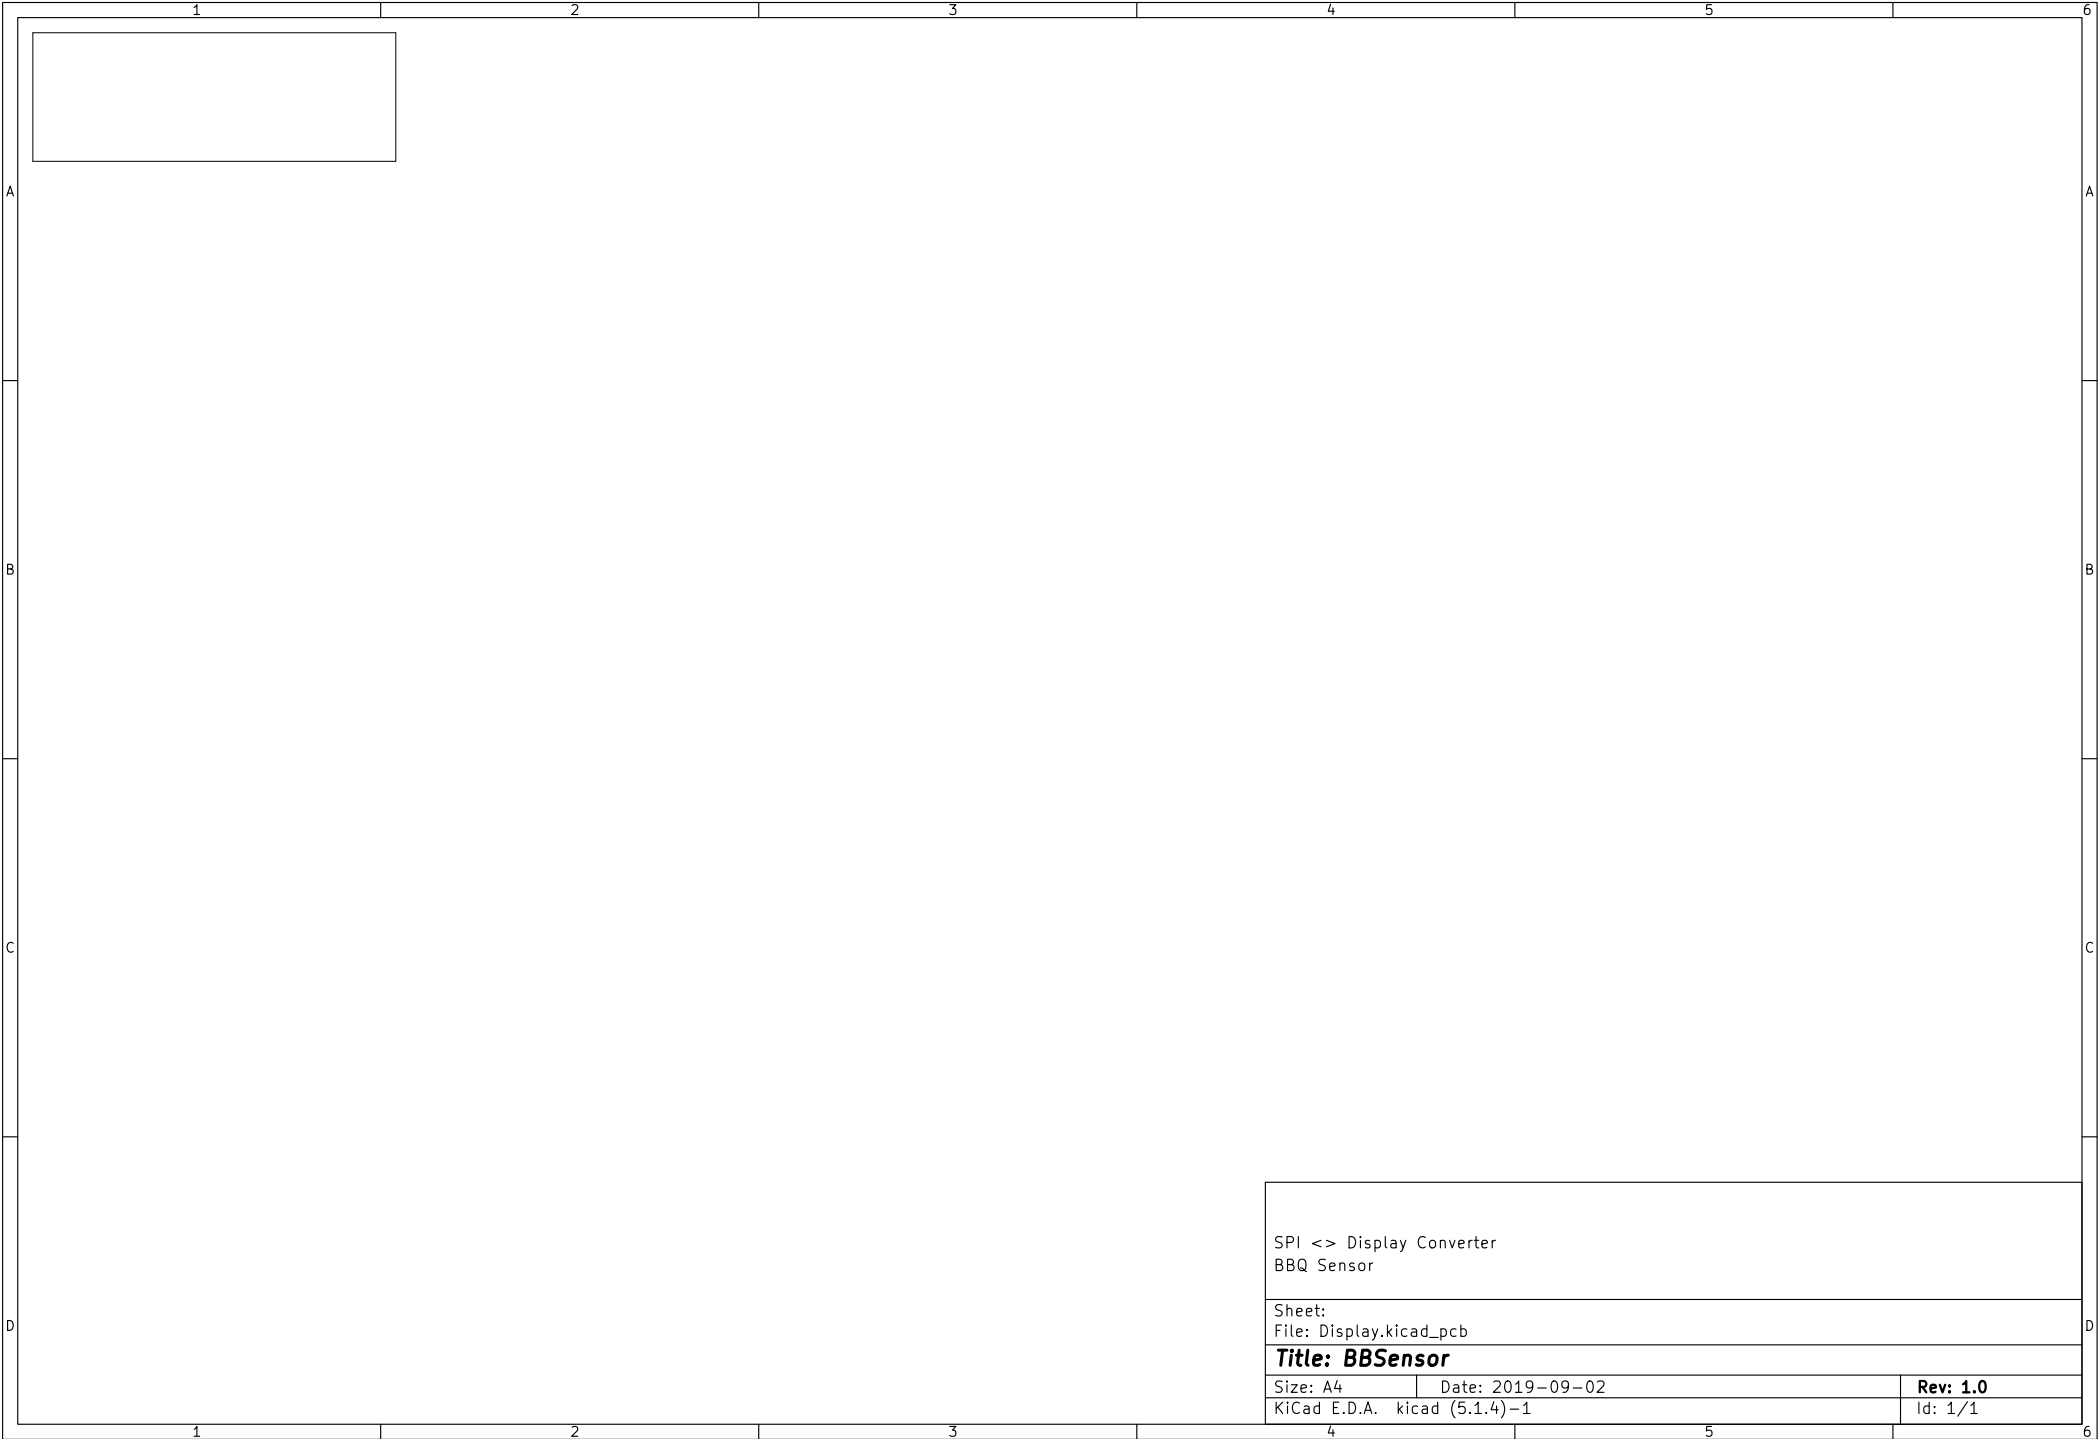 1 2 3 4 5 6
A A
B B
C C
SPI <> Display Converter
BBQ Sensor
Sheet:
D D
File: Display.kicad_pcb
Title: BBSensor
Size: A4 Date: 2019-09-02 Rev: 1.0
KiCad E.D.A. kicad (5.1.4)-1 Id: 1/1
1 2 3 4 5 6